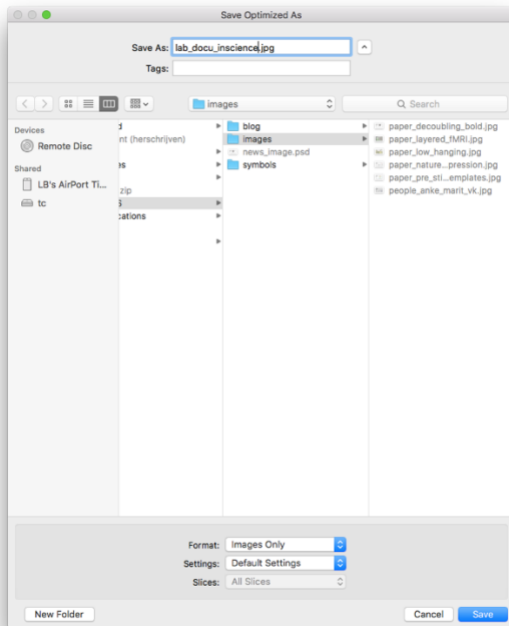 Save Optimized As
Save As: lab_docu_inscience.jpg
Tags:
images
Search
Devices
Remote Disc
Shared
LB's AirPort Ti...
tc
nt (herschrijven)
zip
cations
blog
images
news_image.psd
symbols
paper_decoubling_bold.jpg
paper_layered_fMRI.jpg
paper_low_hanging.jpg
paper_nature...pression.jpg
paper_pre_sti...emplates.jpg
people_anke_marit_vk.jpg
Format: Images Only
Settings: Default Settings
Slices: All Slices
New Folder
Cancel
Save